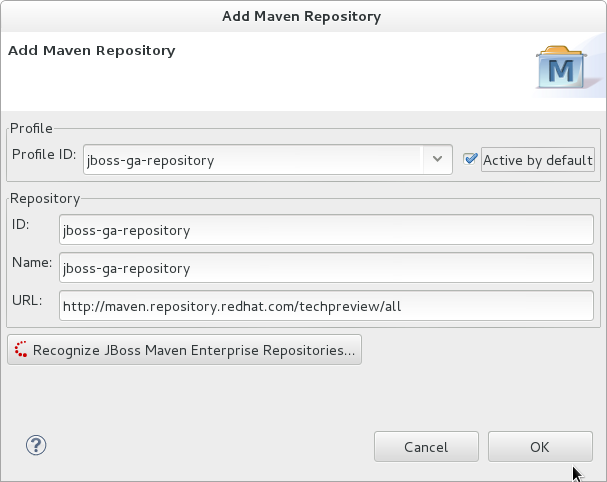 Add Maven Repository
Add Maven Repository
M
Profile
Profile ID: jboss-ga-repository Active by default
Repository
ID: jboss-ga-repository
Name: jboss-ga-repository
URL: http://maven.repository.redhat.com/techpreview/all
Recognize JBoss Maven Enterprise Repositories...
? Cancel OK